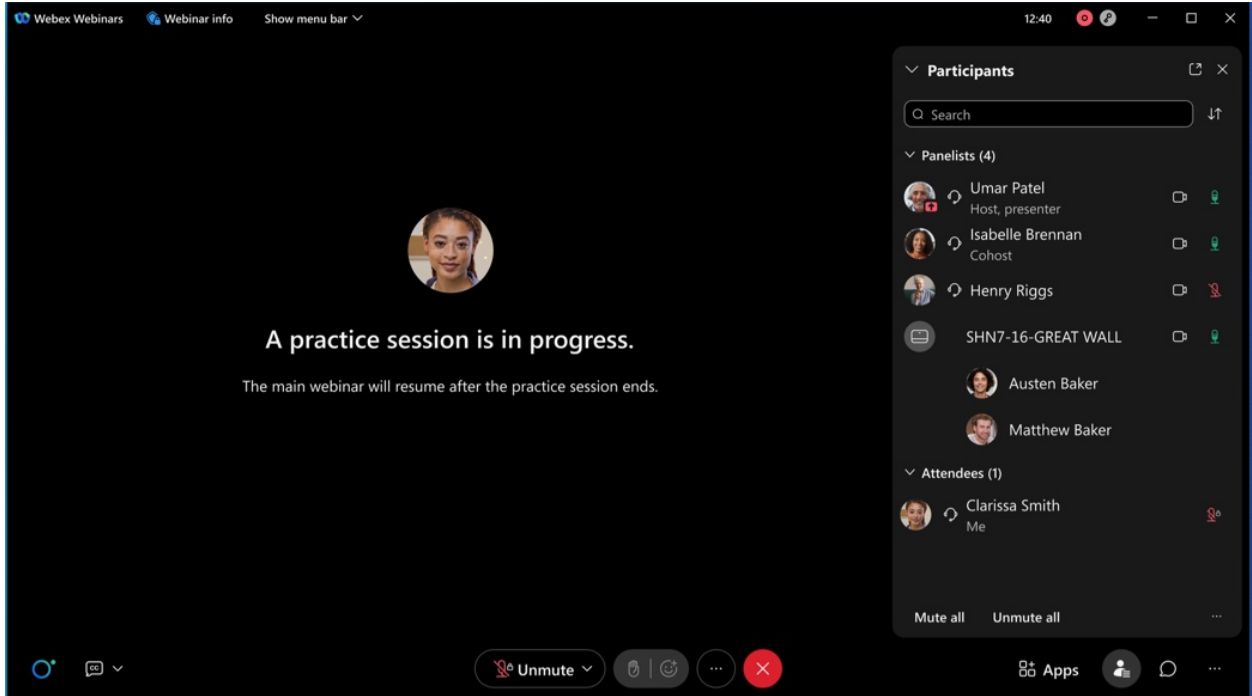 Webex Webinars Webinar info Show menu bar 12:40
Participants
Search
Panelists (4)
Umar Patel
Host, presenter
Isabelle Brennan
Cohost
Henry Riggs
SHN7-16-GREAT WALL
Austen Baker
Matthew Baker
Attendees (1)
Clarissa Smith
Me
Mute all Unmute all
A practice session is in progress.
The main webinar will resume after the practice session ends.
CC Unmute Apps